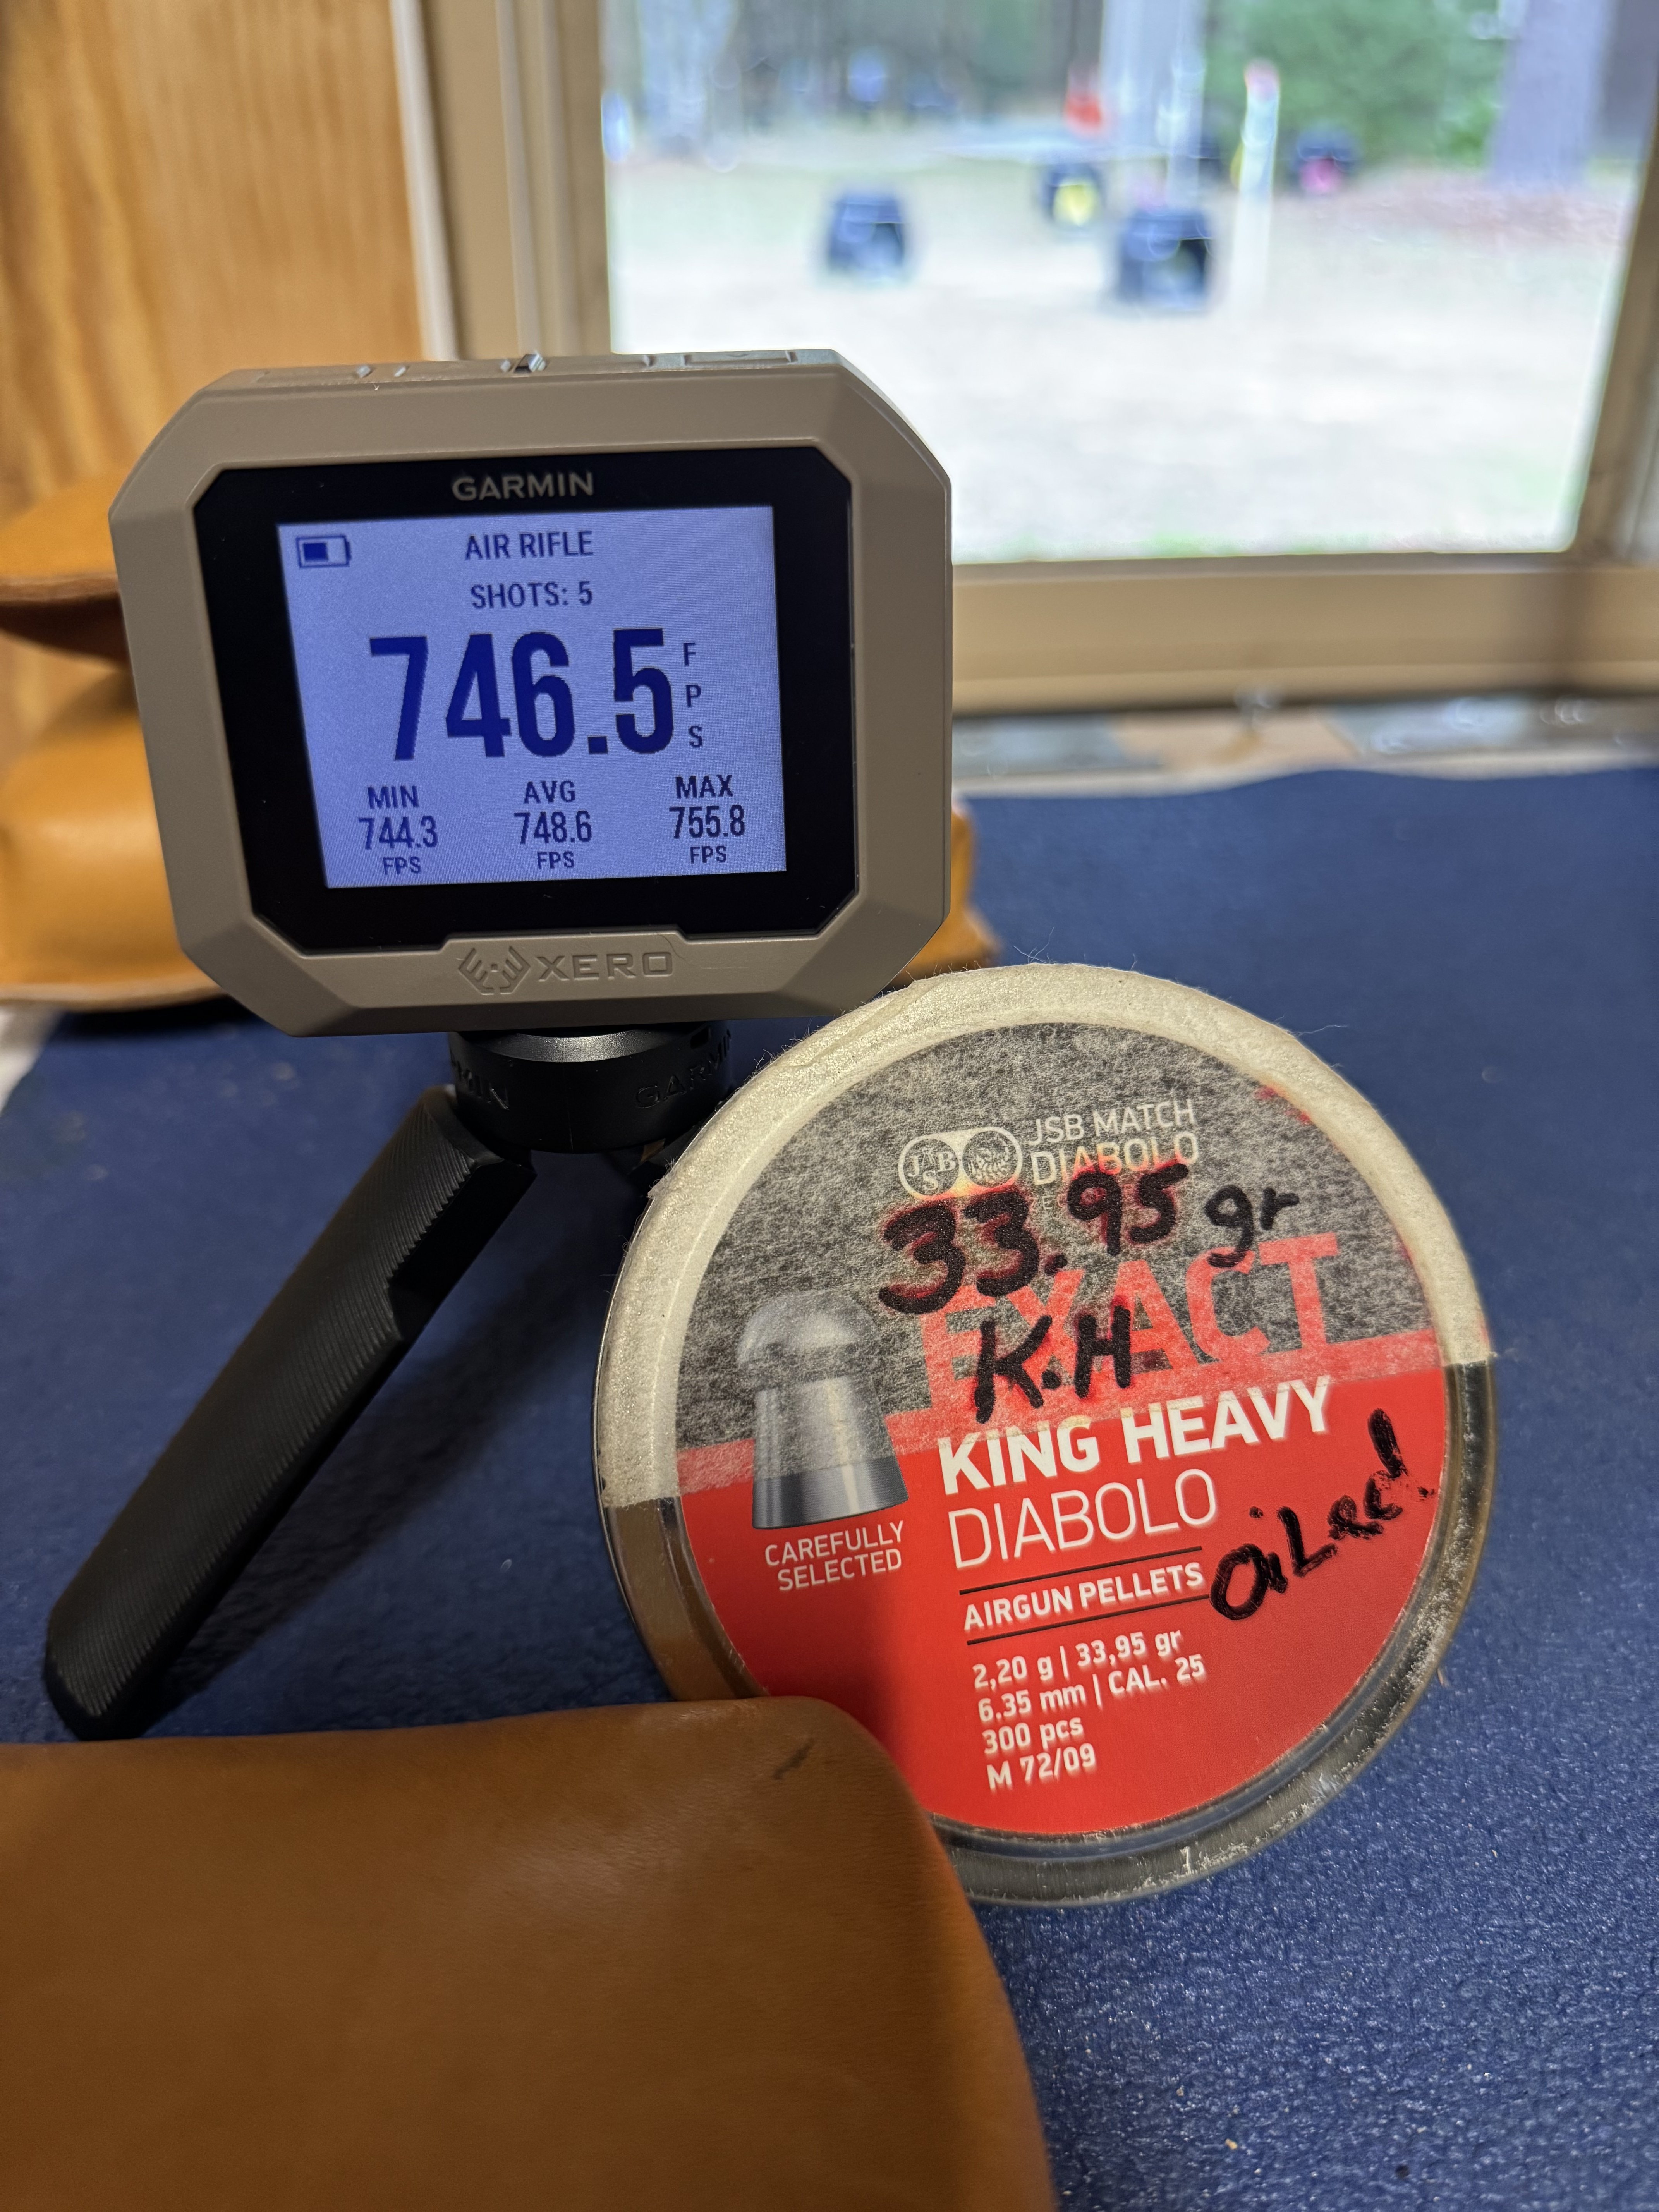 GARMIN
AIR RIFLE
SHOTS: 5
746.5 FPS
MIN AVG MAX
744.3 748.6 755.8
FPS FPS FPS
XERO
GARMIN
JSB
JSB MATCH
DIABOLO
33.95 gr
EXACT
K.H
KING HEAVY
DIABOLO
OiLed!
CAREFULLY
SELECTED
AIRGUN PELLETS
2,20 g | 33,95 gr
6.35 mm | CAL. 25
300 pcs
M 72/09